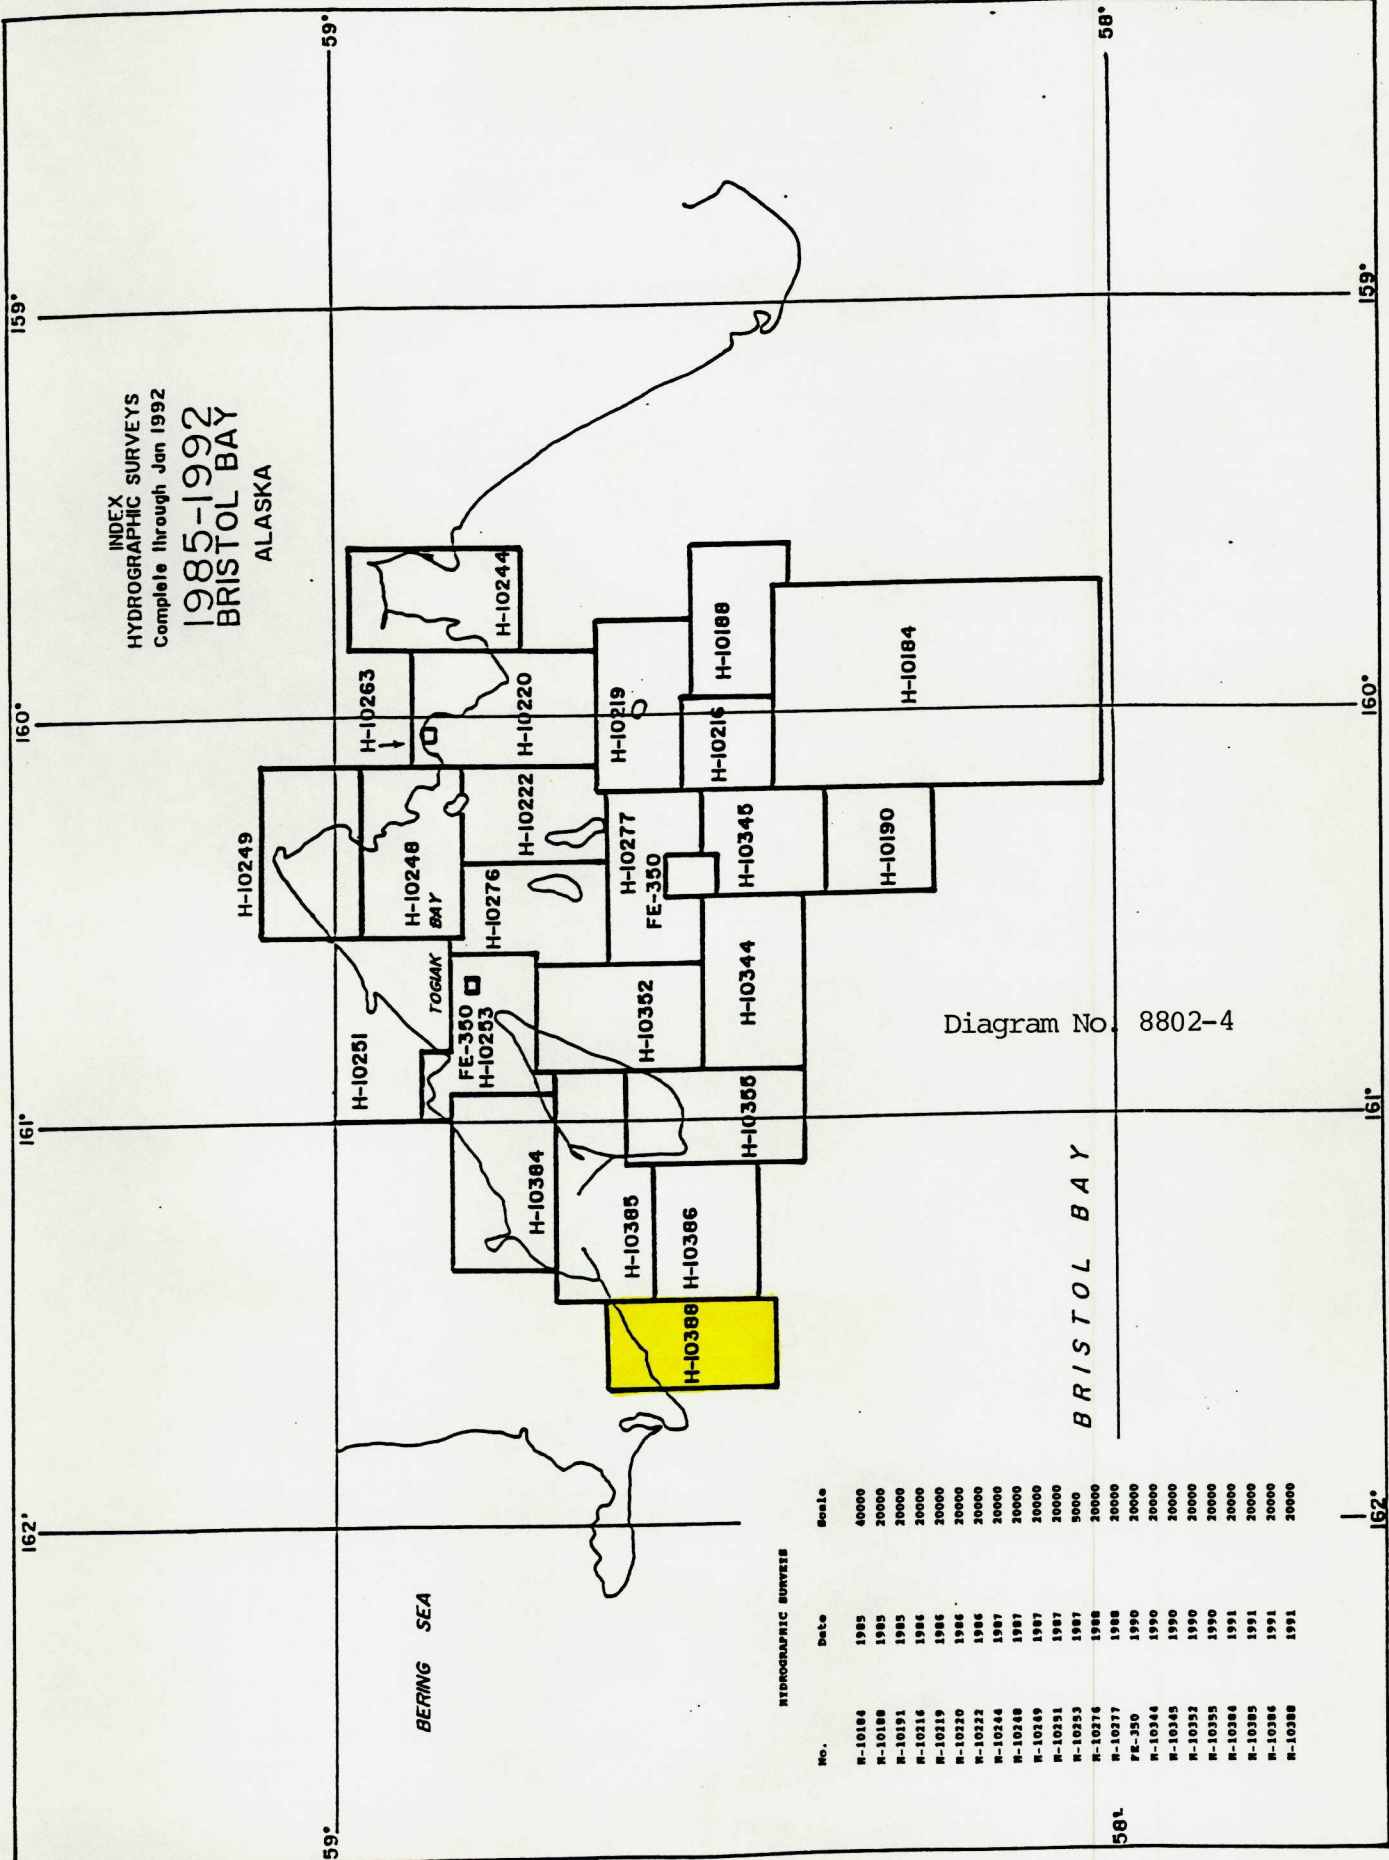 INDEX
HYDROGRAPHIC SURVEYS
Complete through Jan 1992
1985-1992
BRISTOL BAY
ALASKA
162°
161°
160°
159°
59°
59°
H-10249
H-10263
H-10251
H-10248
TOGIAK BAY
BERING SEA
FE-350
H-10253
H-10276
H-10222
H-10220
H-10244
H-10384
H-10385
H-10352
H-10277
FE-350
H-10219
H-10388
H-10386
H-10355
H-10344
H-10345
H-10216
H-10188
H-10190
H-10184
Diagram No. 8802-4
BRISTOL BAY
58°
58°
162°
161°
160°
159°
HYDROGRAPHIC SURVEYS
No. Date Scale
H-10184 1985 40000
H-10188 1985 20000
H-10191 1985 20000
H-10216 1986 20000
H-10219 1986 20000
H-10220 1986 20000
H-10222 1986 20000
H-10244 1987 20000
H-10248 1987 20000
H-10249 1987 20000
H-10251 1987 20000
H-10253 1987 5000
H-10276 1988 20000
H-10277 1988 20000
FE-350 1990 20000
H-10344 1990 20000
H-10345 1990 20000
H-10352 1990 20000
H-10355 1990 20000
H-10384 1991 20000
H-10385 1991 20000
H-10386 1991 20000
H-10388 1991 20000